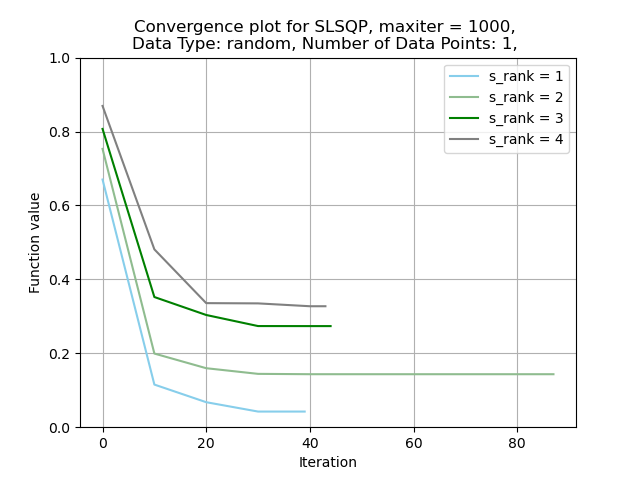 Convergence plot for SLSQP, maxiter = 1000,
Data Type: random, Number of Data Points: 1,
1.0
0.8
0.6
0.4
0.2
0.0
Function value
s_rank = 1
s_rank = 2
s_rank = 3
s_rank = 4
0 20 40 60 80
Iteration